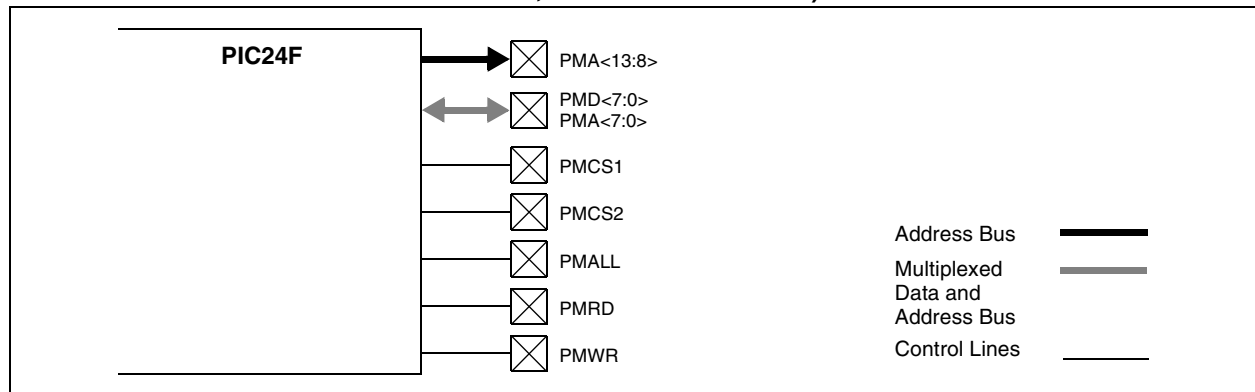 PIC24F
PMA<13:8>
PMD<7:0>
PMA<7:0>
PMCS1
PMCS2
PMALL
PMRD
PMWR
Address Bus
Multiplexed
Data and
Address Bus
Control Lines